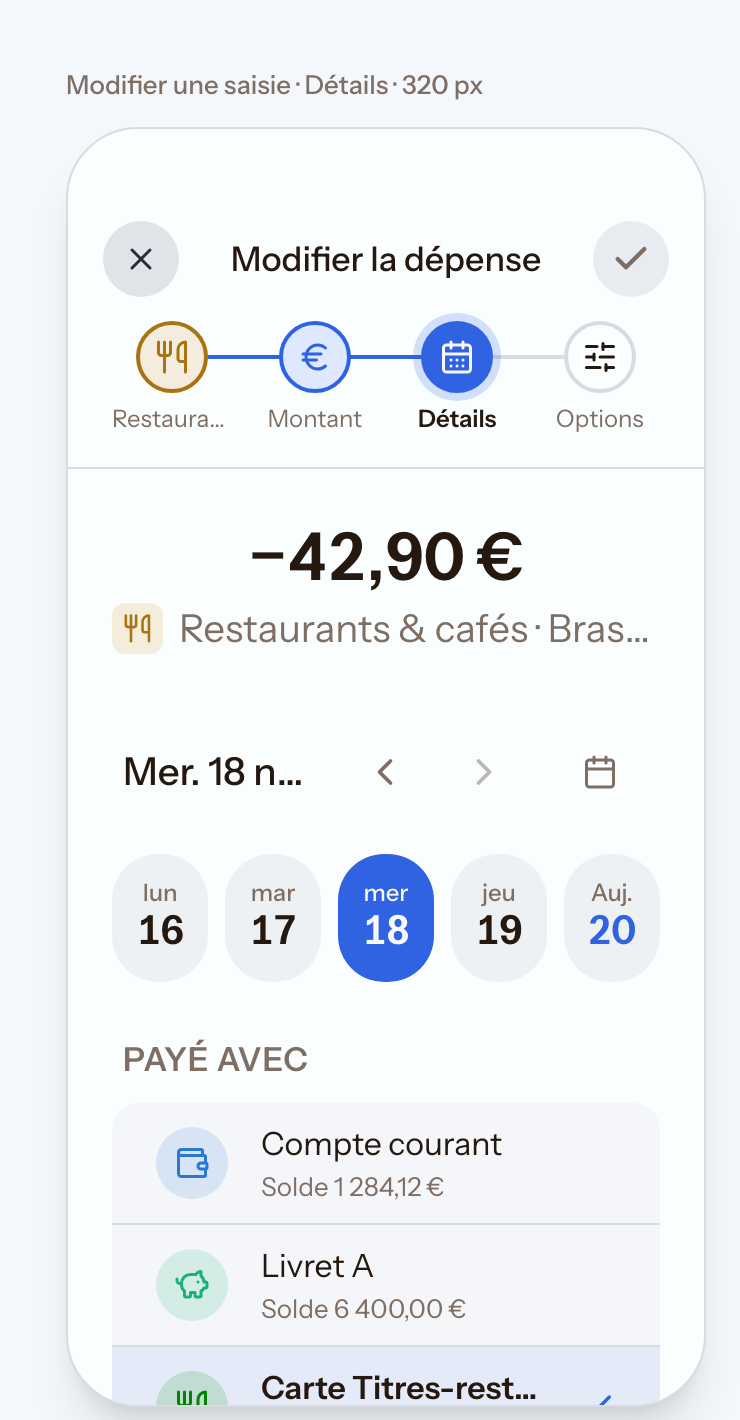 Modifier une saisie · Détails · 320 px
Modifier la dépense
Restaura...
Montant
Détails
Options
−42,90 €
Restaurants & cafés · Bras...
Mer. 18 n...
lun
16
mar
17
mer
18
jeu
19
Auj.
20
PAYÉ AVEC
Compte courant
Solde 1 284,12 €
Livret A
Solde 6 400,00 €
Carte Titres-rest...